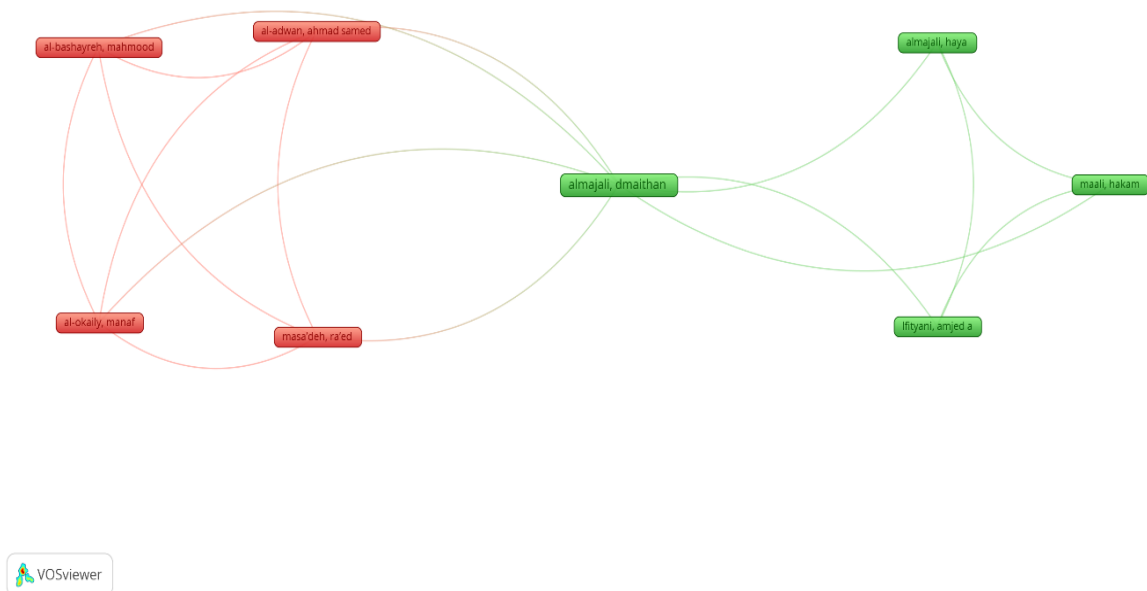 al-adwan, ahmad samed
al-bashayreh, mahmood
almajali, haya
almajali, dmaithan
maali, hakam
al-okaily, manaf
masa'deh, ra'ed
lfityani, amjed a
VOSviewer